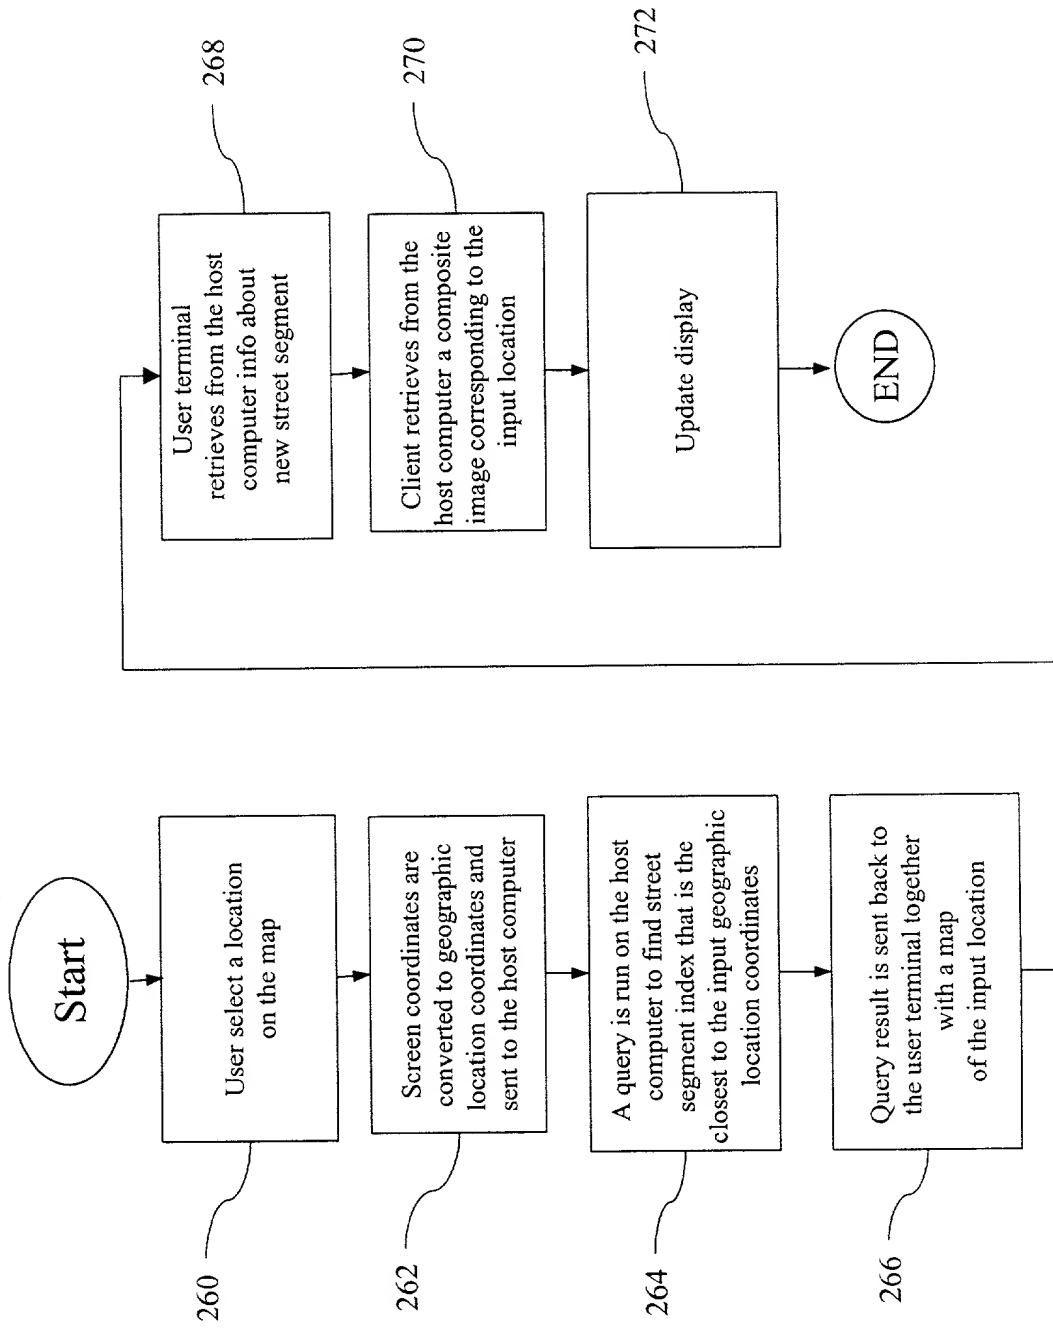 Start
User select a location
on the map
260
Screen coordinates are
converted to geographic
location coordinates and
sent to the host computer
262
A query is run on the host
computer to find street
segment index that is the
closest to the input geographic
location coordinates
264
Query result is sent back to
the user terminal together
with a map
of the input location
266
User terminal
retrieves from the host
computer info about
new street segment
268
Client retrieves from the
host computer a composite
image corresponding to the
input location
270
Update display
272
END